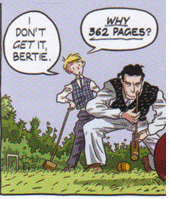 I
DON'T
GET IT,
BERTIE.
WHY
362 PAGES?